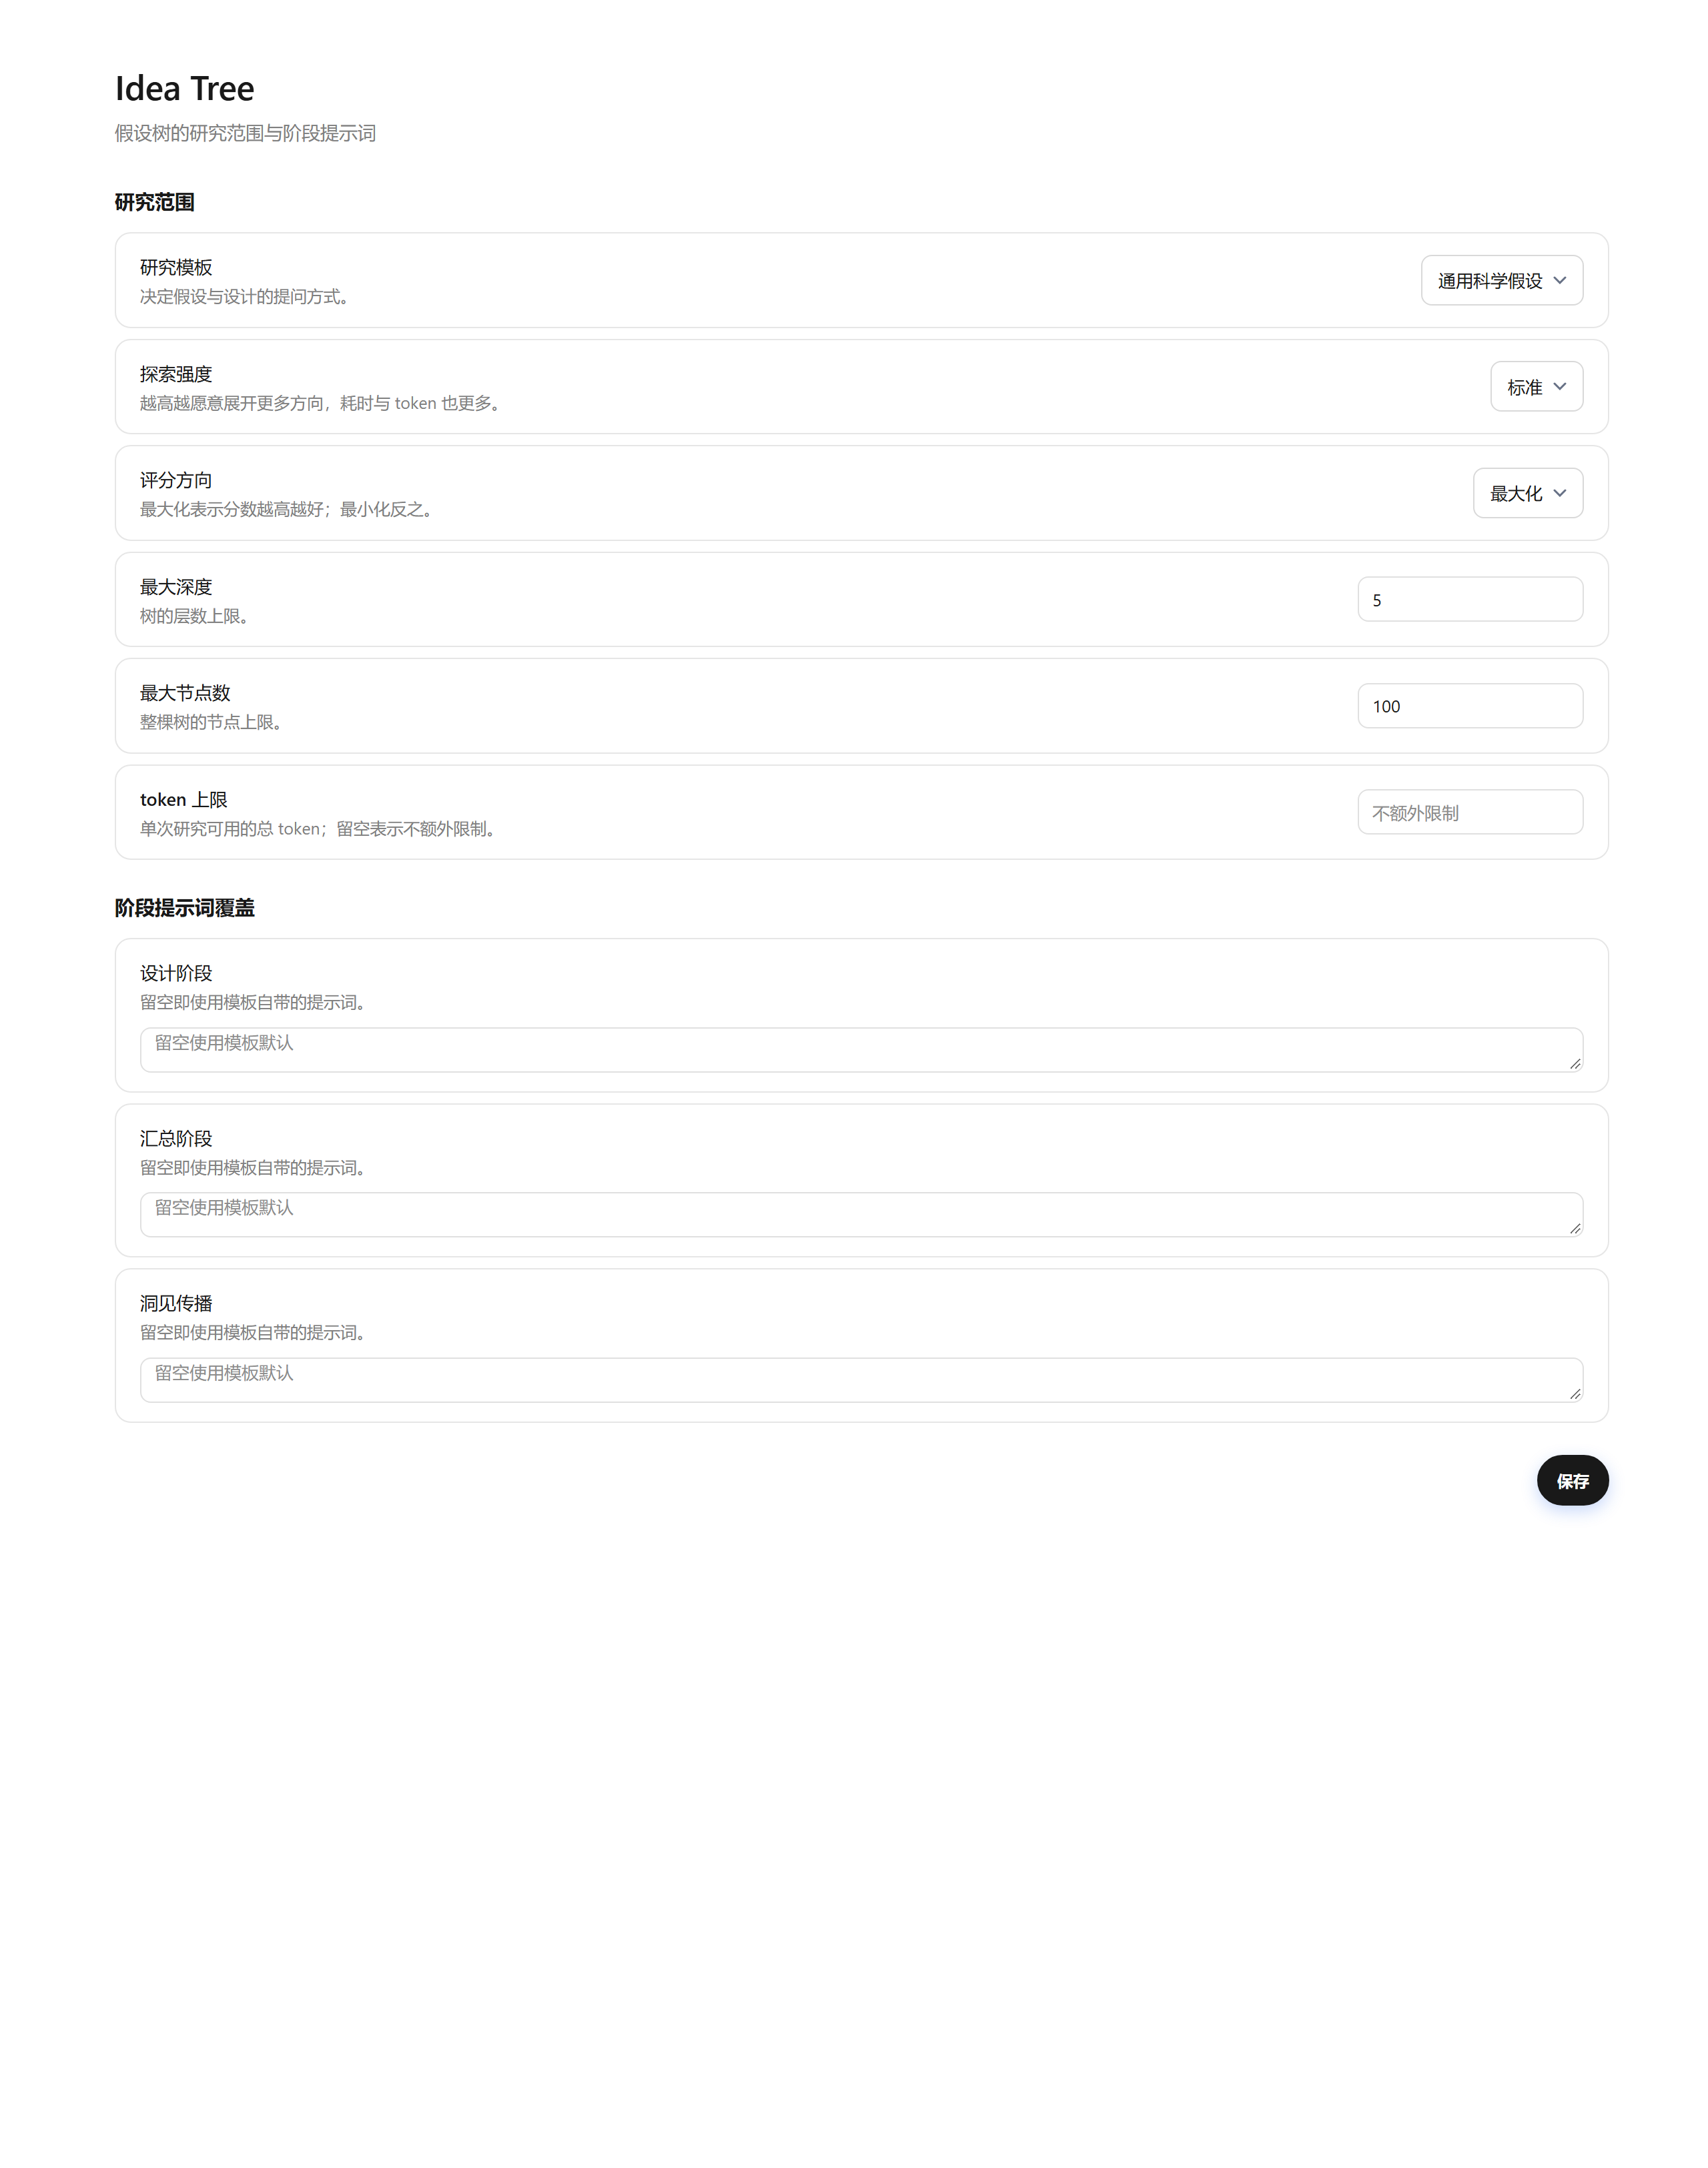 Idea Tree
假设树的研究范围与阶段提示词
研究范围
研究模板
决定假设与设计的提问方式。
通用科学假设
探索强度
越高越愿意展开更多方向，耗时与 token 也更多。
标准
评分方向
最大化表示分数越高越好；最小化反之。
最大化
最大深度
树的层数上限。
5
最大节点数
整棵树的节点上限。
100
token 上限
单次研究可用的总 token；留空表示不额外限制。
不额外限制
阶段提示词覆盖
设计阶段
留空即使用模板自带的提示词。
留空使用模板默认
汇总阶段
留空即使用模板自带的提示词。
留空使用模板默认
洞见传播
留空即使用模板自带的提示词。
留空使用模板默认
保存